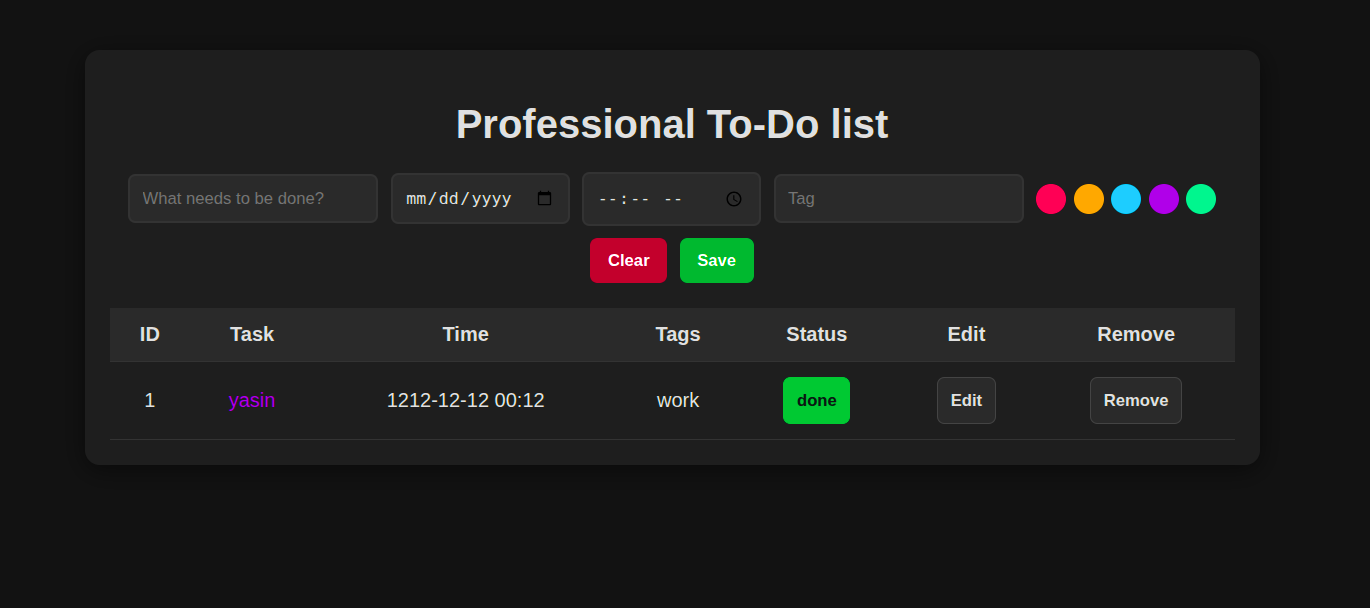 Professional To-Do list
What needs to be done? mm/dd/yyyy --:-- -- Tag
Clear Save
ID Task Time Tags Status Edit Remove
1 yasin 1212-12-12 00:12 work done Edit Remove